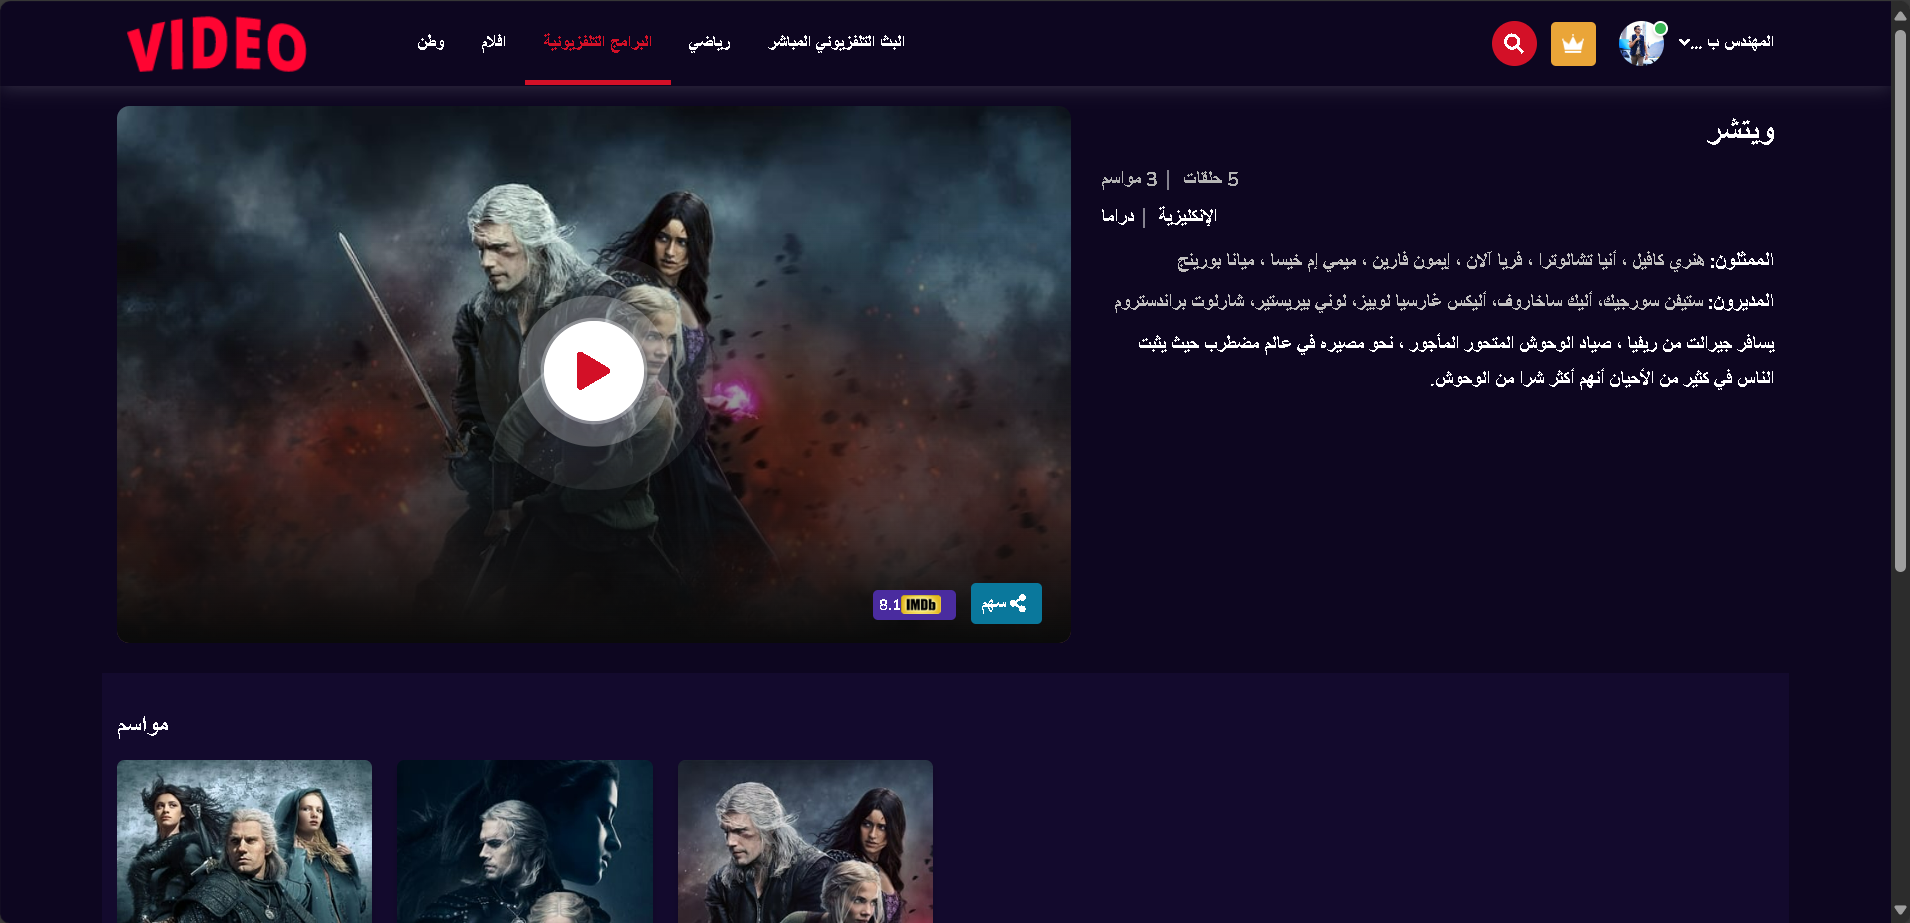 VIDEO
وطن
افلام
البرامج التلفزيونية
رياضي
البث التلفزيوني المباشر
المهندس ب ...
ويتشر
3 مواسم | 5 حلقات
دراما | الإنكليزية
الممثلون: هنري كافيل ، أنيا تشالوترا ، فريا آلان ، إيمون فارين ، ميمي إم خيسا ، ميانا بورينج
المديرون: ستيفن سورجيك، أليك ساخاروف، أليكس غارسيا لوبيز، لوني بيريستير، شارلوت براندستروم
يسافر جيرالت من ريفيا ، صياد الوحوش المتحور المأجور ، نحو مصيره في عالم مضطرب حيث يثبت
الناس في كثير من الأحيان أنهم أكثر شرا من الوحوش.
8.1 IMDb
سهم
مواسم